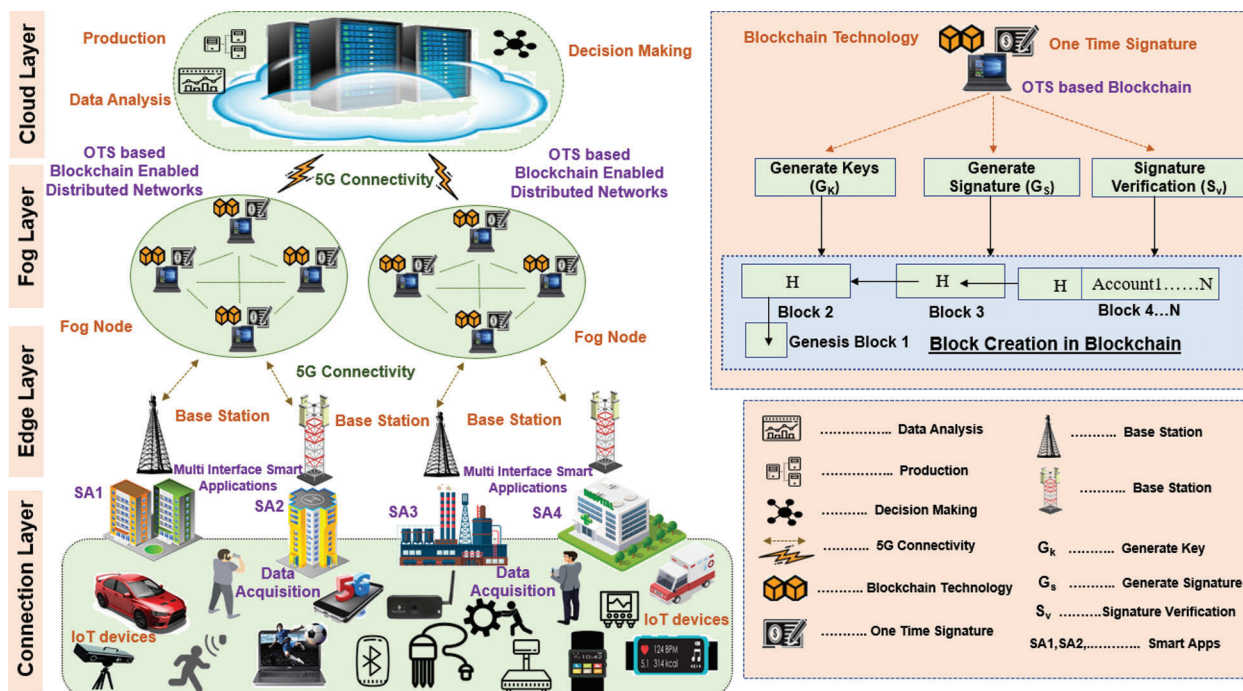 Cloud Layer
Production
Decision Making
Data Analysis
Fog Layer
OTS based
Blockchain Enabled
Distributed Networks
5G Connectivity
OTS based
Blockchain Enabled
Distributed Networks
Fog Node
Fog Node
Edge Layer
5G Connectivity
Base Station
Base Station
Base Station
Connection Layer
Multi Interface Smart
Applications
Multi Interface Smart
Applications
SA1
SA2
SA3
SA4
HOSPITAL
Data
Acquisition
5G
Data
Acquisition
IoT devices
IoT devices
10:42
124 BPM
5,1 314 kcal
Blockchain Technology
One Time Signature
OTS based Blockchain
Generate Keys
(GK)
Generate
Signature (GS)
Signature
Verification (Sv)
H
H
H
Account1......N
Block 2
Block 3
Block 4...N
Genesis Block 1
Block Creation in Blockchain
................ Data Analysis
................ Production
................ Decision Making
................ 5G Connectivity
................ Blockchain Technology
................ One Time Signature
........... Base Station
........... Base Station
Gk ........... Generate Key
Gs ........... Generate Signature
Sv ...........Signature Verification
SA1,SA2,............ Smart Apps